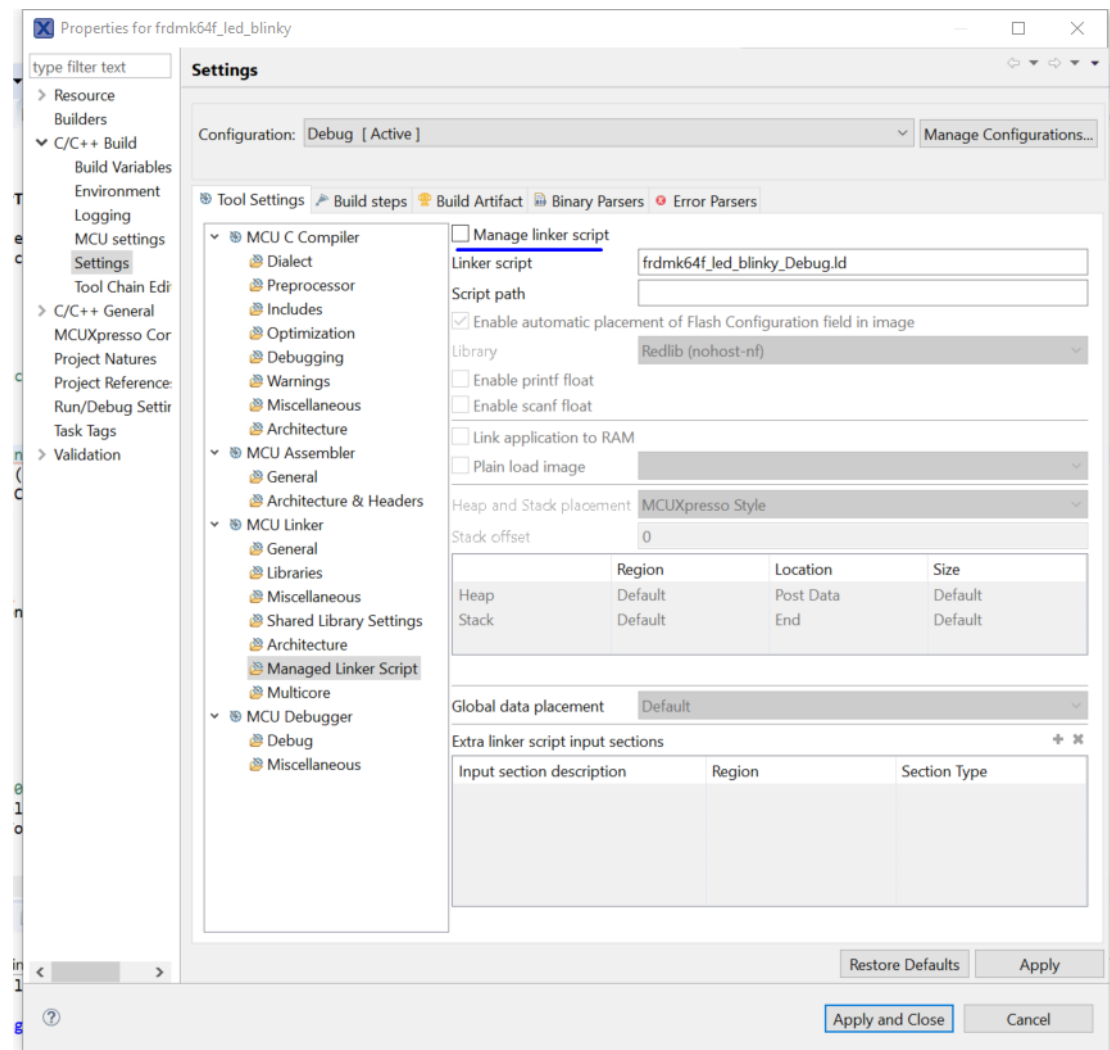 Properties for frdmk64f_led_blinky
type filter text
Resource
Builders
C/C++ Build
Build Variables
Environment
Logging
MCU settings
Settings
Tool Chain Edi
C/C++ General
MCUXpresso Cor
Project Natures
Project Reference
Run/Debug Settir
Task Tags
Validation
Settings
Configuration: Debug [ Active ] Manage Configurations...
Tool Settings Build steps Build Artifact Binary Parsers Error Parsers
MCU C Compiler
Dialect
Preprocessor
Includes
Optimization
Debugging
Warnings
Miscellaneous
Architecture
MCU Assembler
General
Architecture & Headers
MCU Linker
General
Libraries
Miscellaneous
Shared Library Settings
Architecture
Managed Linker Script
Multicore
MCU Debugger
Debug
Miscellaneous
Manage linker script
Linker script frdmk64f_led_blinky_Debug.ld
Script path
Enable automatic placement of Flash Configuration field in image
Library Redlib (nohost-nf)
Enable printf float
Enable scanf float
Link application to RAM
Plain load image
Heap and Stack placement MCUXpresso Style
Stack offset 0
Region Location Size
Heap Default Post Data Default
Stack Default End Default
Global data placement Default
Extra linker script input sections
Input section description Region Section Type
Restore Defaults Apply
Apply and Close Cancel